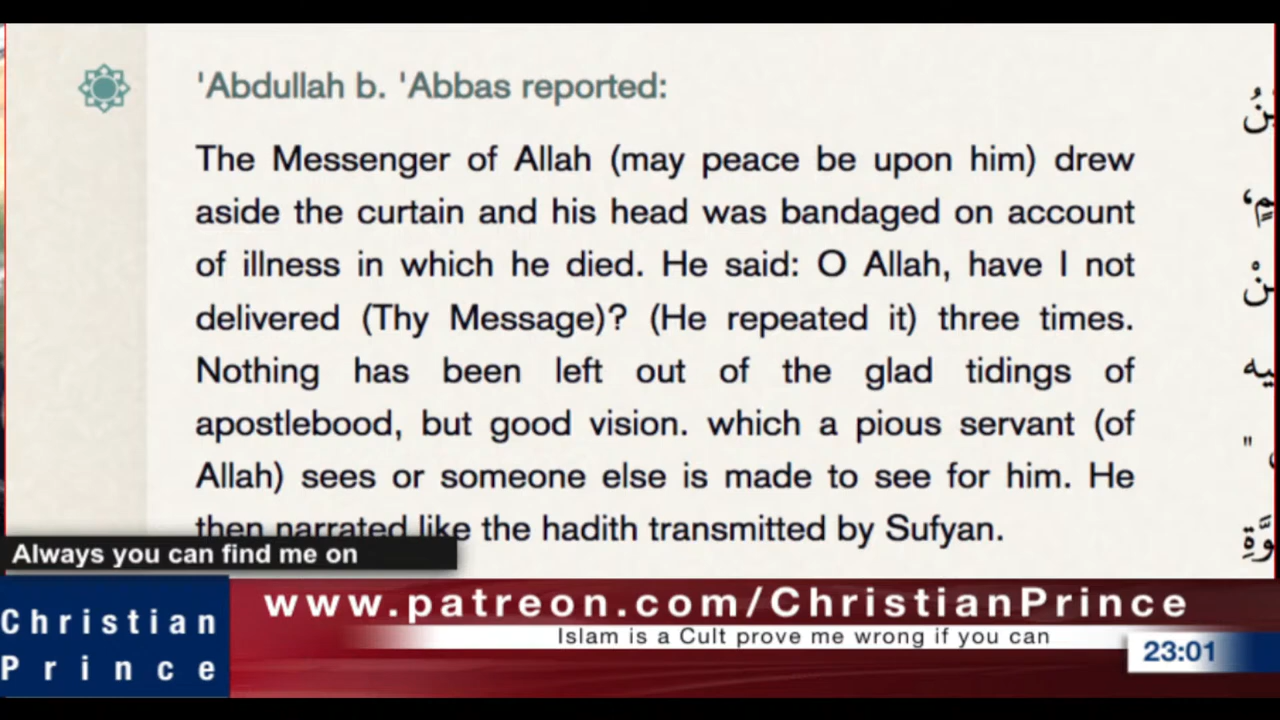 'Abdullah b. 'Abbas reported:
The Messenger of Allah (may peace be upon him) drew
aside the curtain and his head was bandaged on account
of illness in which he died. He said: O Allah, have I not
delivered (Thy Message)? (He repeated it) three times.
Nothing has been left out of the glad tidings of
apostlebood, but good vision. which a pious servant (of
Allah) sees or someone else is made to see for him. He
then narrated like the hadith transmitted by Sufyan.
Always you can find me on
Christian
Prince
www.patreon.com/ChristianPrince
Islam is a Cult prove me wrong if you can
23:01